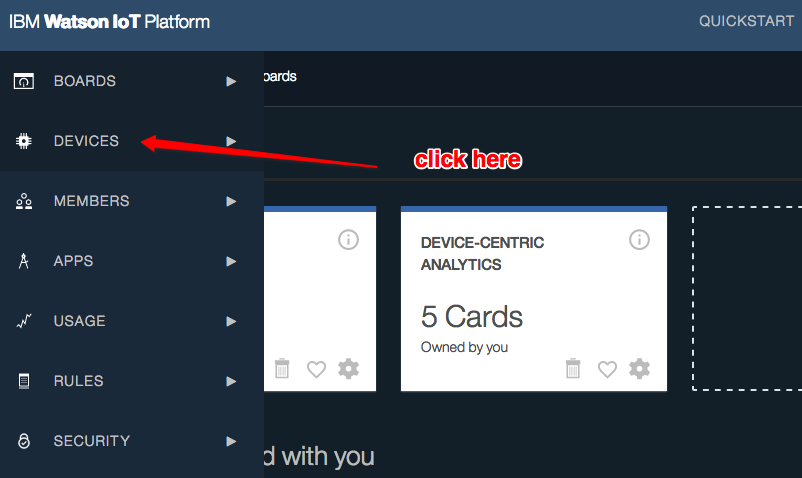 IBM Watson IoT Platform
QUICKSTART
BOARDS
DEVICES
MEMBERS
APPS
USAGE
RULES
SECURITY
oards
click here
DEVICE-CENTRIC
ANALYTICS
5 Cards
Owned by you
d with you